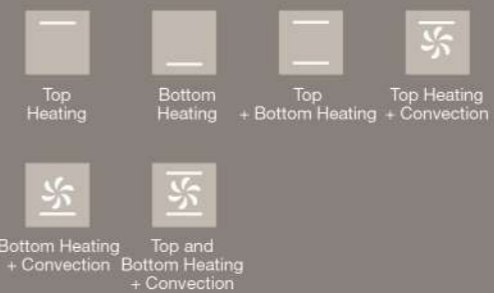 Top
Heating
Bottom
Heating
Top
+ Bottom Heating
Top Heating
+ Convection
Bottom Heating
+ Convection
Top and
Bottom Heating
+ Convection